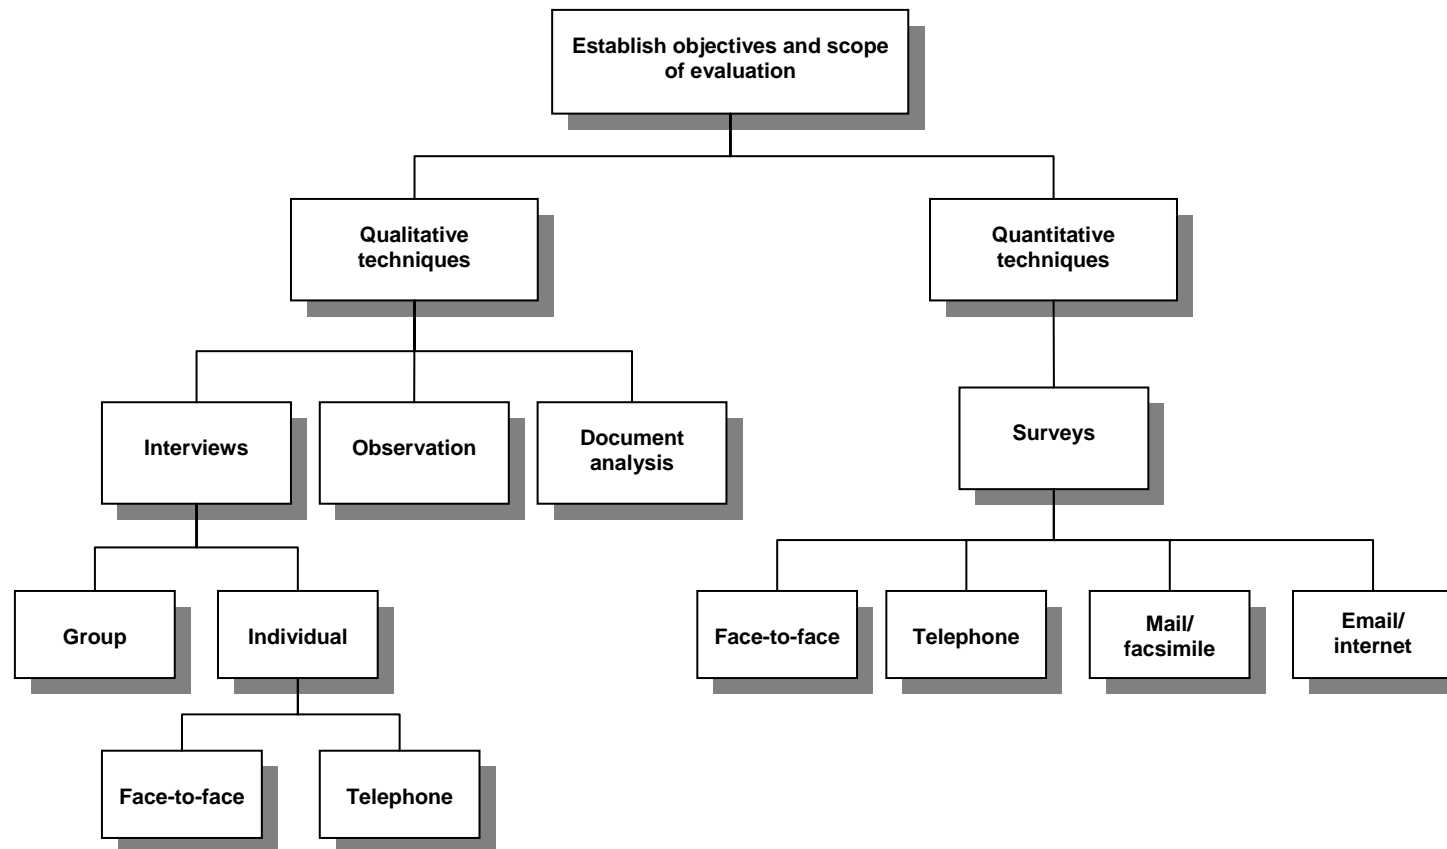 Establish objectives and scope
of evaluation
Qualitative
techniques
Quantitative
techniques
Interviews
Observation
Document
analysis
Surveys
Group
Individual
Face-to-face
Telephone
Mail/
facsimile
Email/
internet
Face-to-face
Telephone